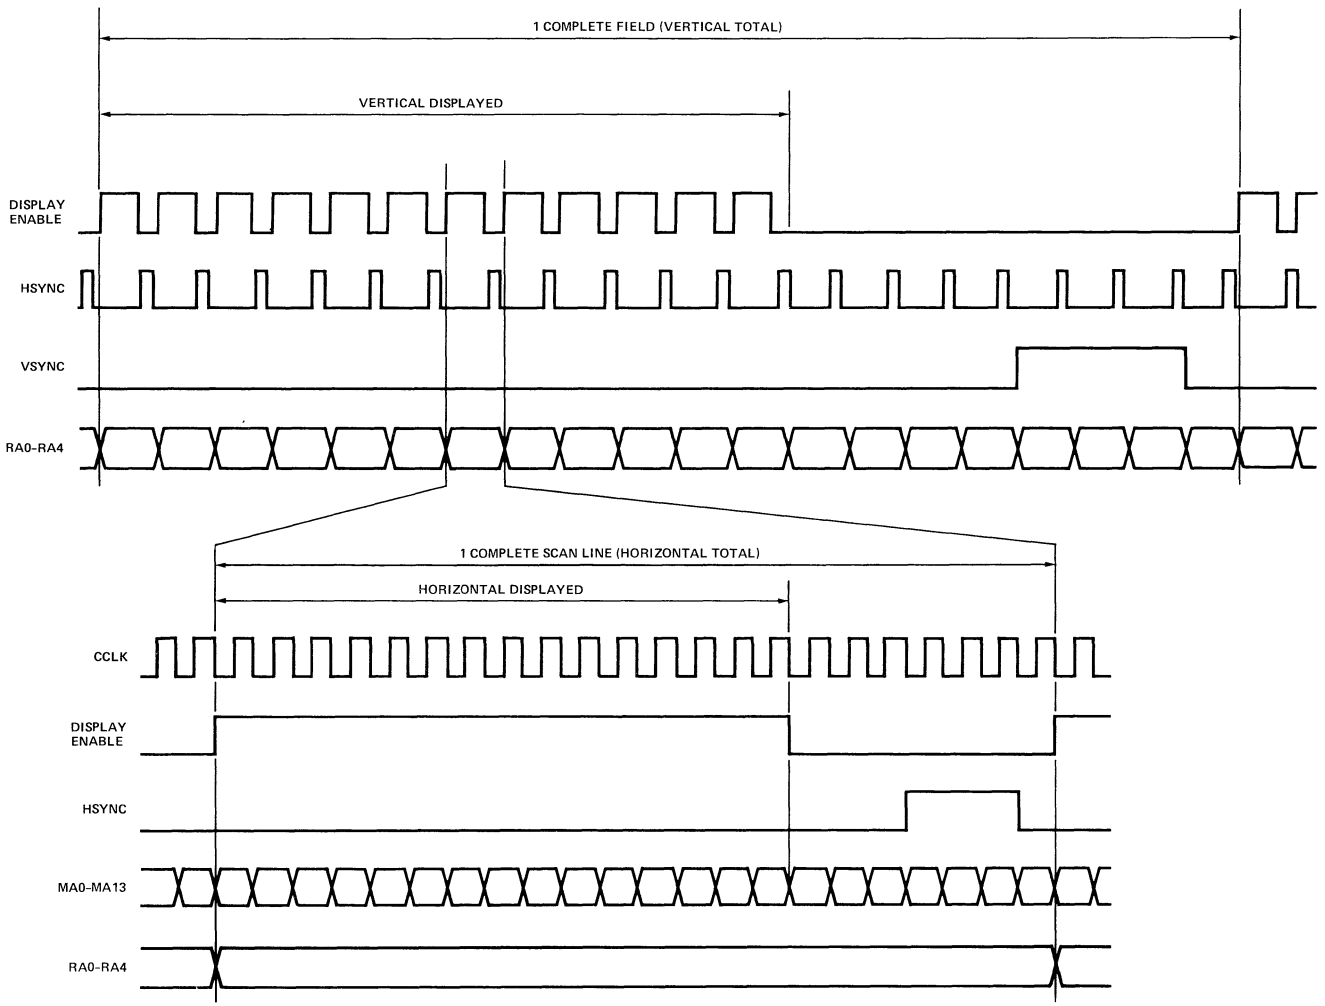 1 COMPLETE FIELD (VERTICAL TOTAL)
VERTICAL DISPLAYED
DISPLAY
ENABLE
HSYNC
VSYNC
RA0-RA4
1 COMPLETE SCAN LINE (HORIZONTAL TOTAL)
HORIZONTAL DISPLAYED
CCLK
DISPLAY
ENABLE
HSYNC
MA0-MA13
RA0-RA4